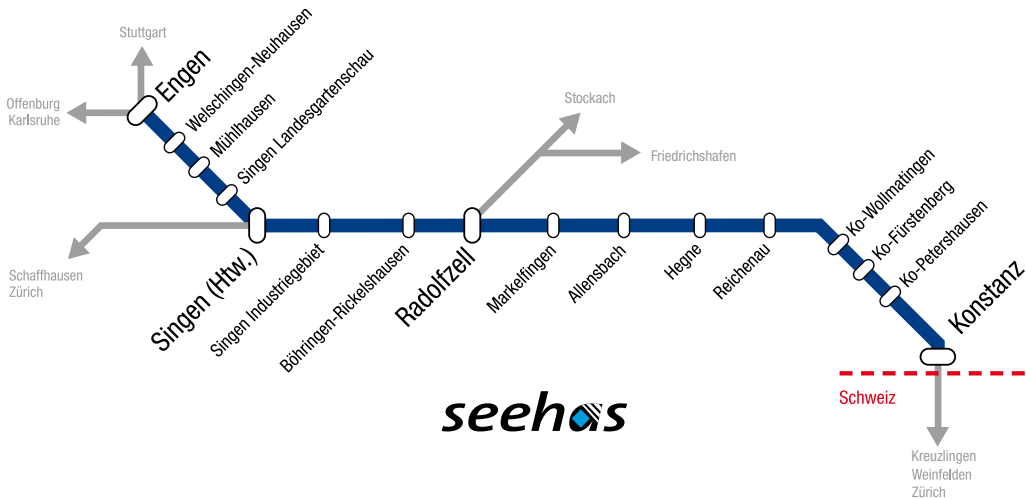 Stuttgart
Offenburg
Karlsruhe
Engen
Welschingen-Neuhausen
Mühlhausen
Singen Landesgartenschau
Schaffhausen
Zürich
Singen (Htw.)
Singen Industriegebiet
Böhringen-Rickelshausen
Radolfzell
Stockach
Friedrichshafen
Markelfingen
Allensbach
Hegne
Reichenau
Ko-Wollmatingen
Ko-Fürstenberg
Ko-Petershausen
Konstanz
Schweiz
Kreuzlingen
Weinfelden
Zürich
seehas